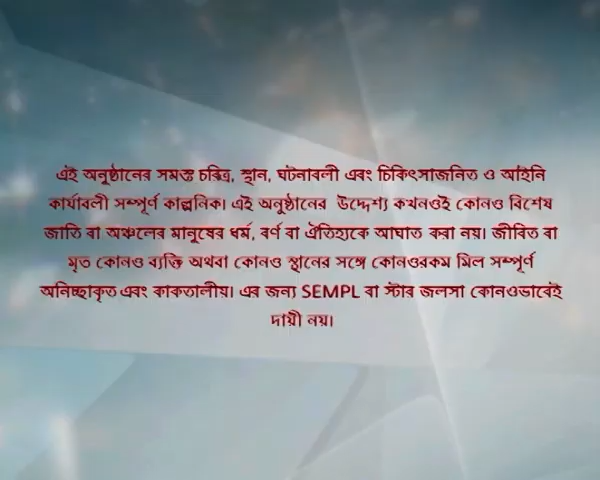 এই অনুষ্ঠানের সমস্ত চরিত্র, স্থান, ঘটনাবলী এবং চিকিৎসাজনিত ও আইনি
কার্যাবলী সম্পূর্ণ কাল্পনিক। এই অনুষ্ঠানের উদ্দেশ্য কখনওই কোনও বিশেষ
জাতি বা অঞ্চলের মানুষের ধর্ম, বর্ণ বা ঐতিহ্যকে আঘাত করা নয়। জীবিত বা
মৃত কোনও ব্যক্তি অথবা কোনও স্থানের সঙ্গে কোনওরকম মিল সম্পূর্ণ
অনিচ্ছাকৃত এবং কাকতালীয়। এর জন্য SEMPL বা স্টার জলসা কোনওভাবেই
দায়ী নয়।